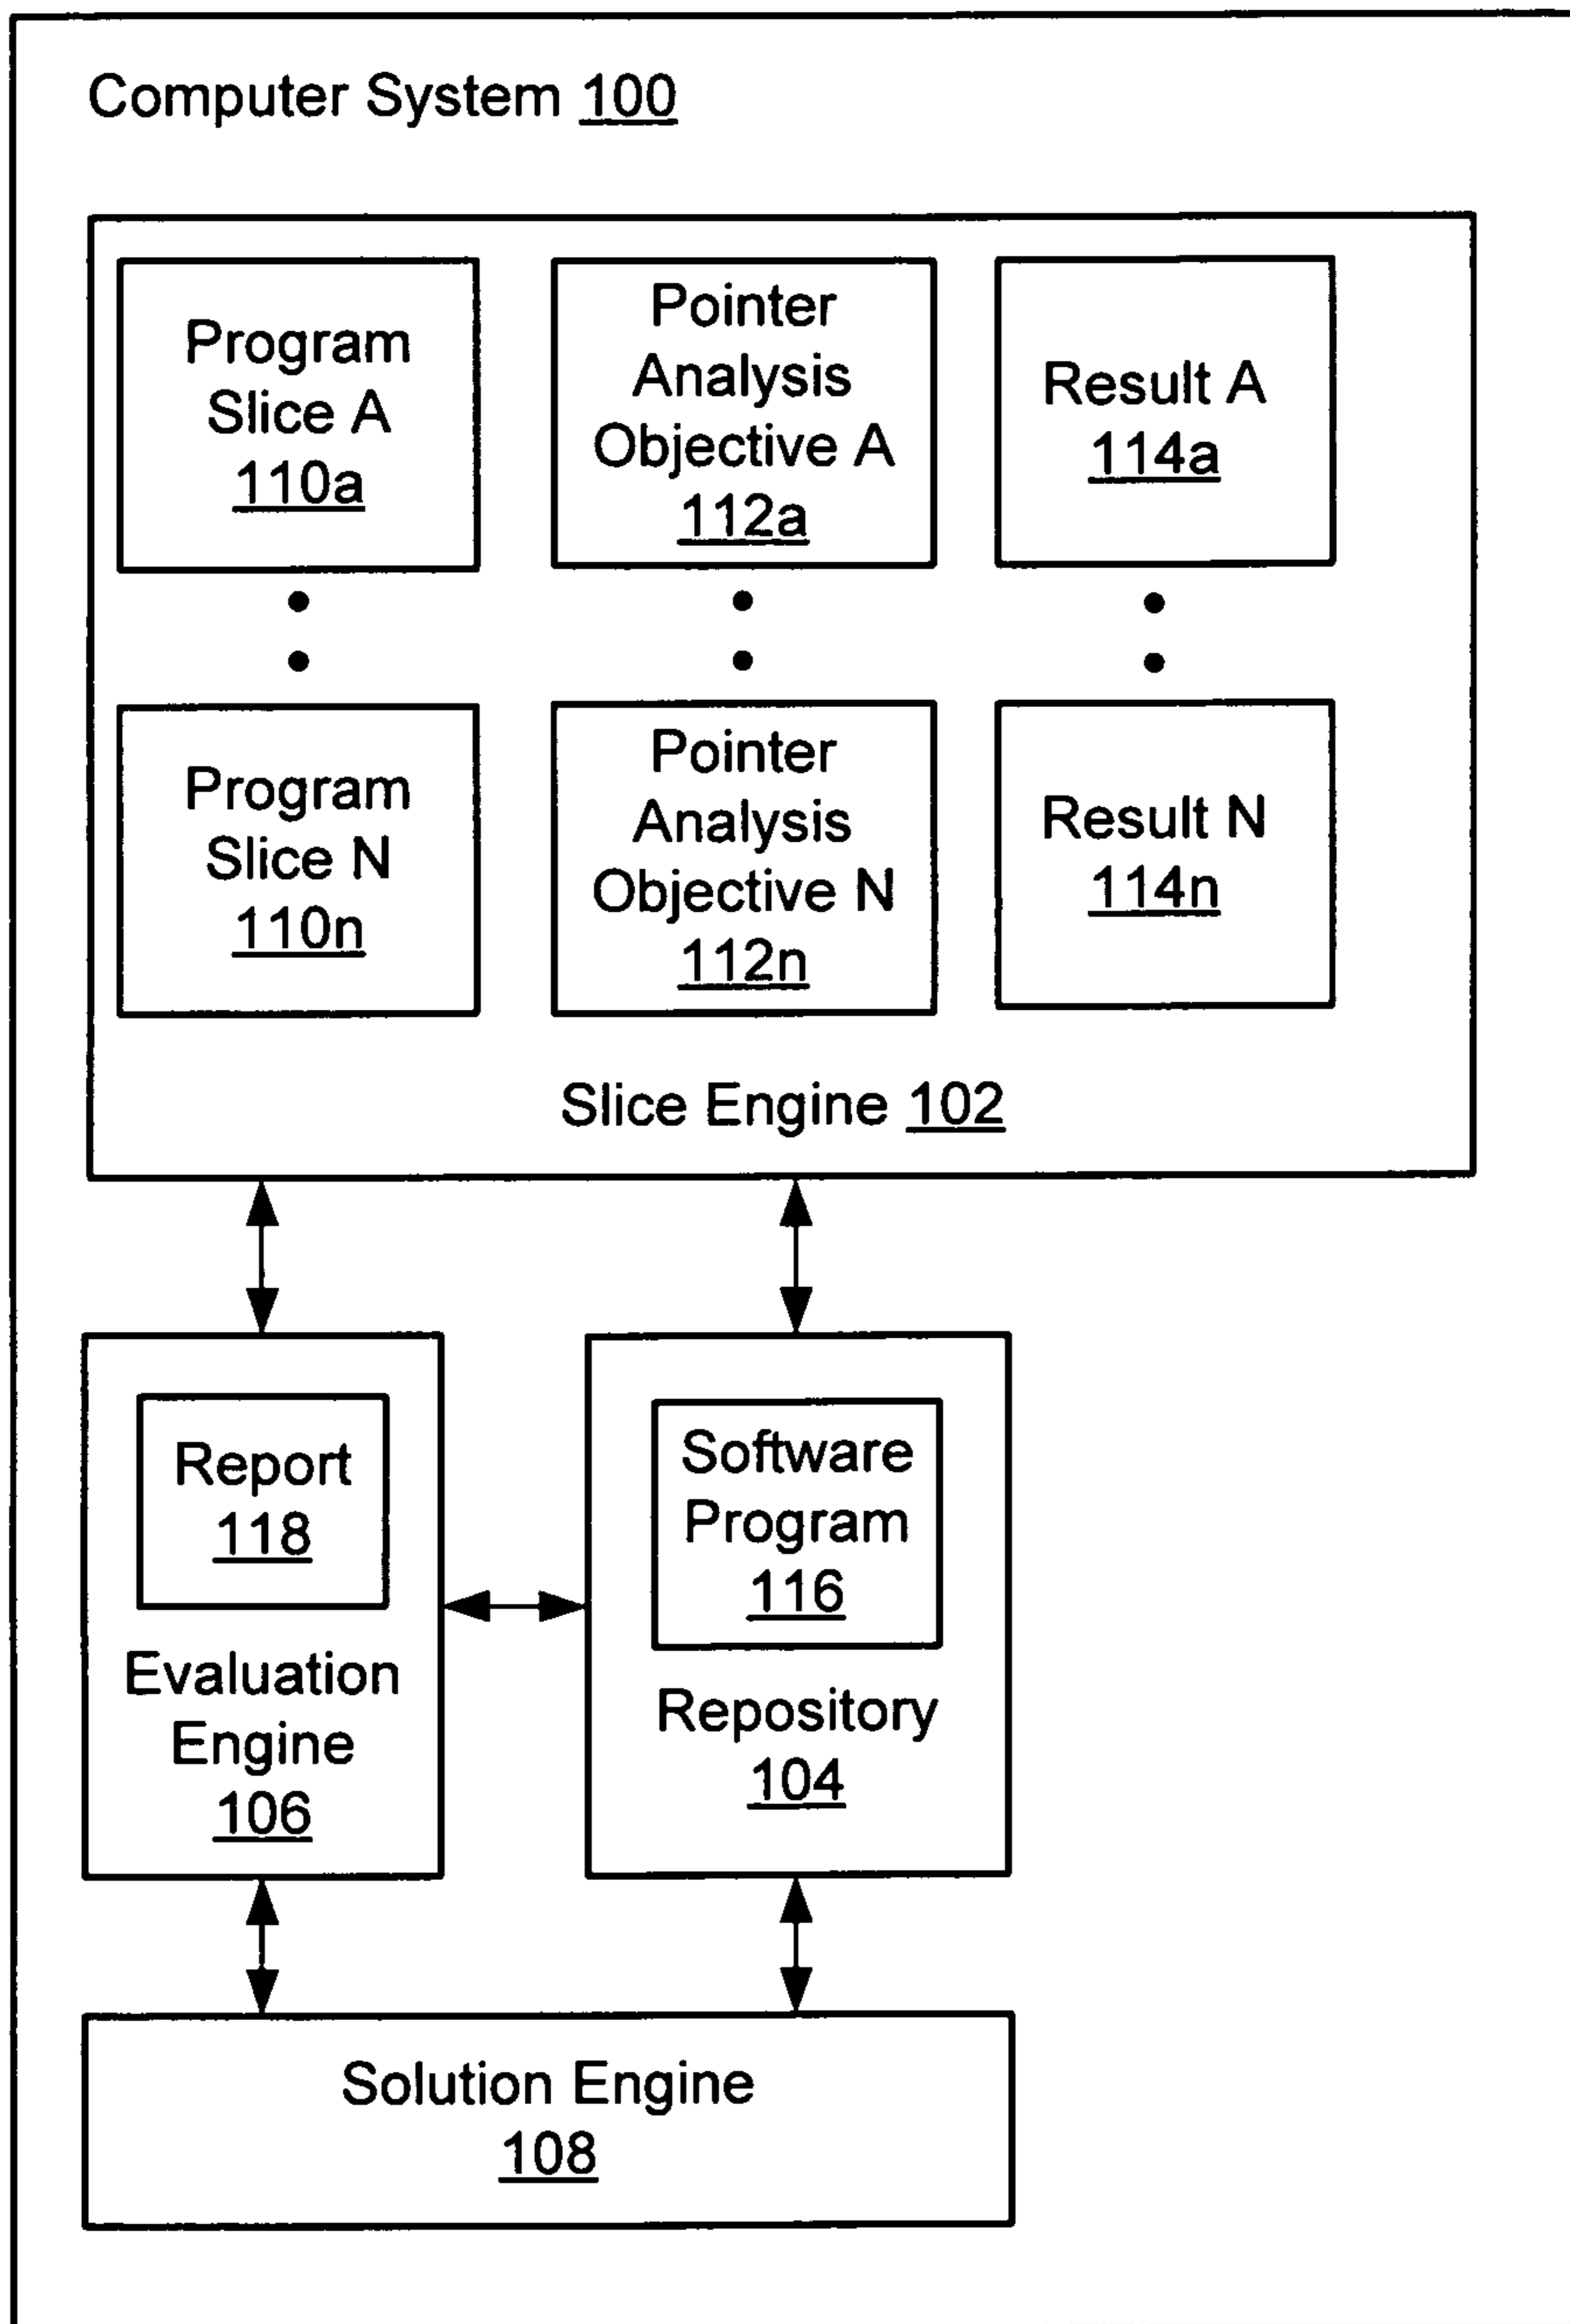 Computer System 100
Program
Slice A
110a
Pointer
Analysis
Objective A
112a
Result A
114a
Program
Slice N
110n
Pointer
Analysis
Objective N
112n
Result N
114n
Slice Engine 102
Report
118
Evaluation
Engine
106
Software
Program
116
Repository
104
Solution Engine
108